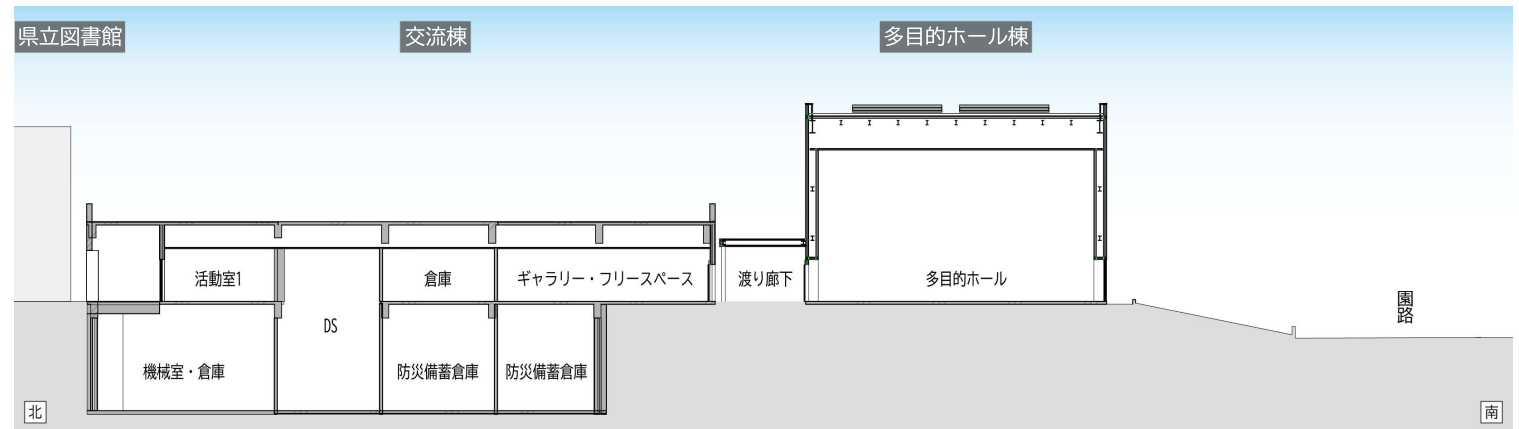 県立図書館
交流棟
多目的ホール棟
活動室1
倉庫
ギャラリー・フリースペース
渡り廊下
多目的ホール
園路
DS
機械室・倉庫
防災備蓄倉庫
防災備蓄倉庫
北
南